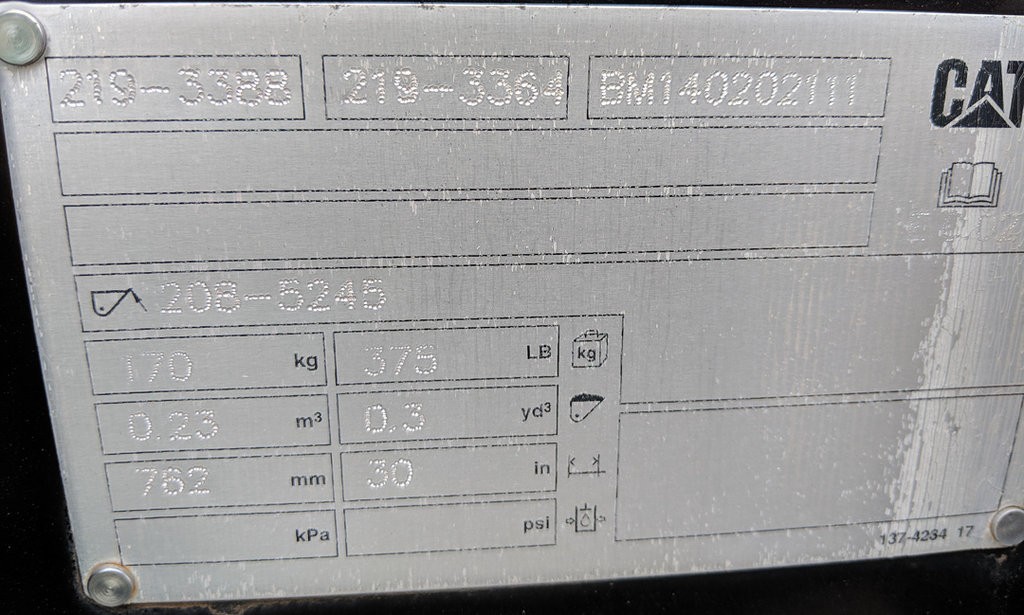 219-3388 219-3364 BM140202111
CAT
208-5245
170 kg 375 LB kg
0.23 m³ 0.3 yd³
762 mm 30 in
kPa psi
137-4234 17